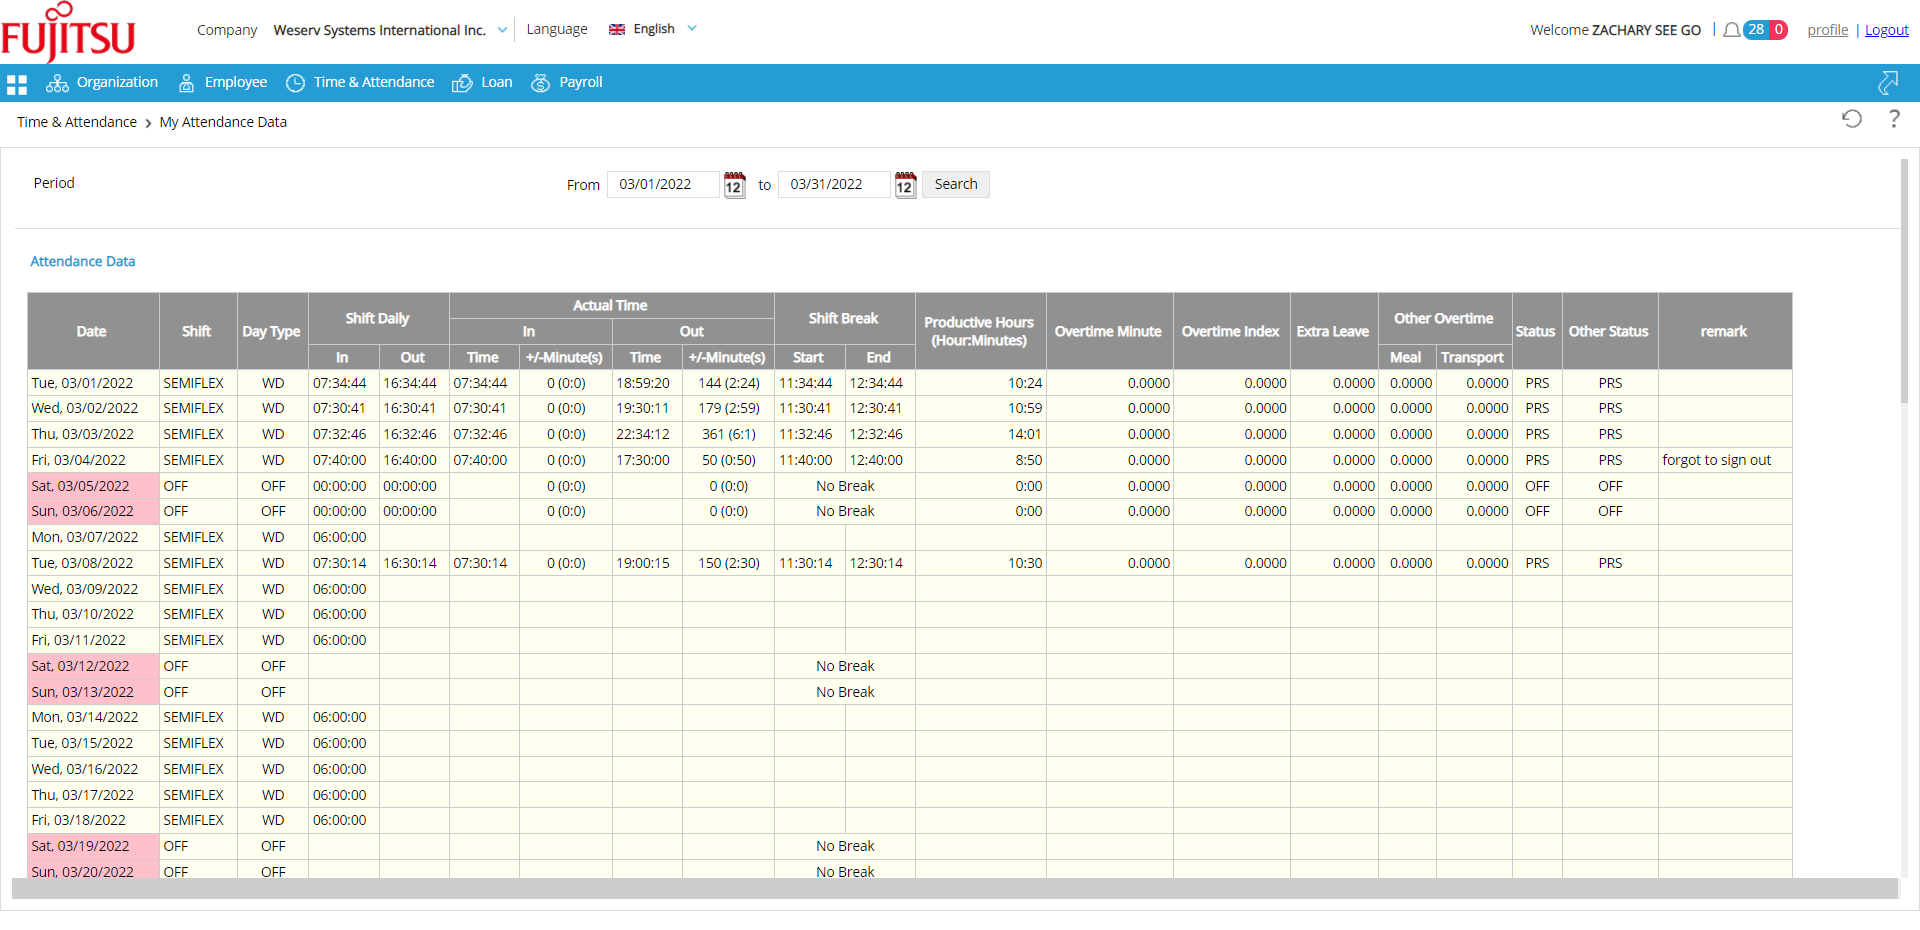 FUJITSU
Company Weserv Systems International Inc. Language English Welcome ZACHARY SEE GO | 28 0 profile | Logout
Organization Employee Time & Attendance Loan Payroll
Time & Attendance > My Attendance Data ?
Period From 03/01/2022 12 to 03/31/2022 12 Search
Attendance Data
Date Shift Day Type Shift Daily Actual Time Shift Break Productive Hours (Hour:Minutes) Overtime Minute Overtime Index Extra Leave Other Overtime Status Other Status remark
In Out
In Out Time +/-Minute(s) Time +/-Minute(s) Start End Meal Transport
Tue, 03/01/2022 SEMIFLEX WD 07:34:44 16:34:44 07:34:44 0 (0:0) 18:59:20 144 (2:24) 11:34:44 12:34:44 10:24 0.0000 0.0000 0.0000 0.0000 0.0000 PRS PRS
Wed, 03/02/2022 SEMIFLEX WD 07:30:41 16:30:41 07:30:41 0 (0:0) 19:30:11 179 (2:59) 11:30:41 12:30:41 10:59 0.0000 0.0000 0.0000 0.0000 0.0000 PRS PRS
Thu, 03/03/2022 SEMIFLEX WD 07:32:46 16:32:46 07:32:46 0 (0:0) 22:34:12 361 (6:1) 11:32:46 12:32:46 14:01 0.0000 0.0000 0.0000 0.0000 0.0000 PRS PRS
Fri, 03/04/2022 SEMIFLEX WD 07:40:00 16:40:00 07:40:00 0 (0:0) 17:30:00 50 (0:50) 11:40:00 12:40:00 8:50 0.0000 0.0000 0.0000 0.0000 0.0000 PRS PRS forgot to sign out
Sat, 03/05/2022 OFF OFF 00:00:00 00:00:00 0 (0:0) 0 (0:0) No Break 0:00 0.0000 0.0000 0.0000 0.0000 0.0000 OFF OFF
Sun, 03/06/2022 OFF OFF 00:00:00 00:00:00 0 (0:0) 0 (0:0) No Break 0:00 0.0000 0.0000 0.0000 0.0000 0.0000 OFF OFF
Mon, 03/07/2022 SEMIFLEX WD 06:00:00
Tue, 03/08/2022 SEMIFLEX WD 07:30:14 16:30:14 07:30:14 0 (0:0) 19:00:15 150 (2:30) 11:30:14 12:30:14 10:30 0.0000 0.0000 0.0000 0.0000 0.0000 PRS PRS
Wed, 03/09/2022 SEMIFLEX WD 06:00:00
Thu, 03/10/2022 SEMIFLEX WD 06:00:00
Fri, 03/11/2022 SEMIFLEX WD 06:00:00
Sat, 03/12/2022 OFF OFF No Break
Sun, 03/13/2022 OFF OFF No Break
Mon, 03/14/2022 SEMIFLEX WD 06:00:00
Tue, 03/15/2022 SEMIFLEX WD 06:00:00
Wed, 03/16/2022 SEMIFLEX WD 06:00:00
Thu, 03/17/2022 SEMIFLEX WD 06:00:00
Fri, 03/18/2022 SEMIFLEX WD 06:00:00
Sat, 03/19/2022 OFF OFF No Break
Sun, 03/20/2022 OFF OFF No Break